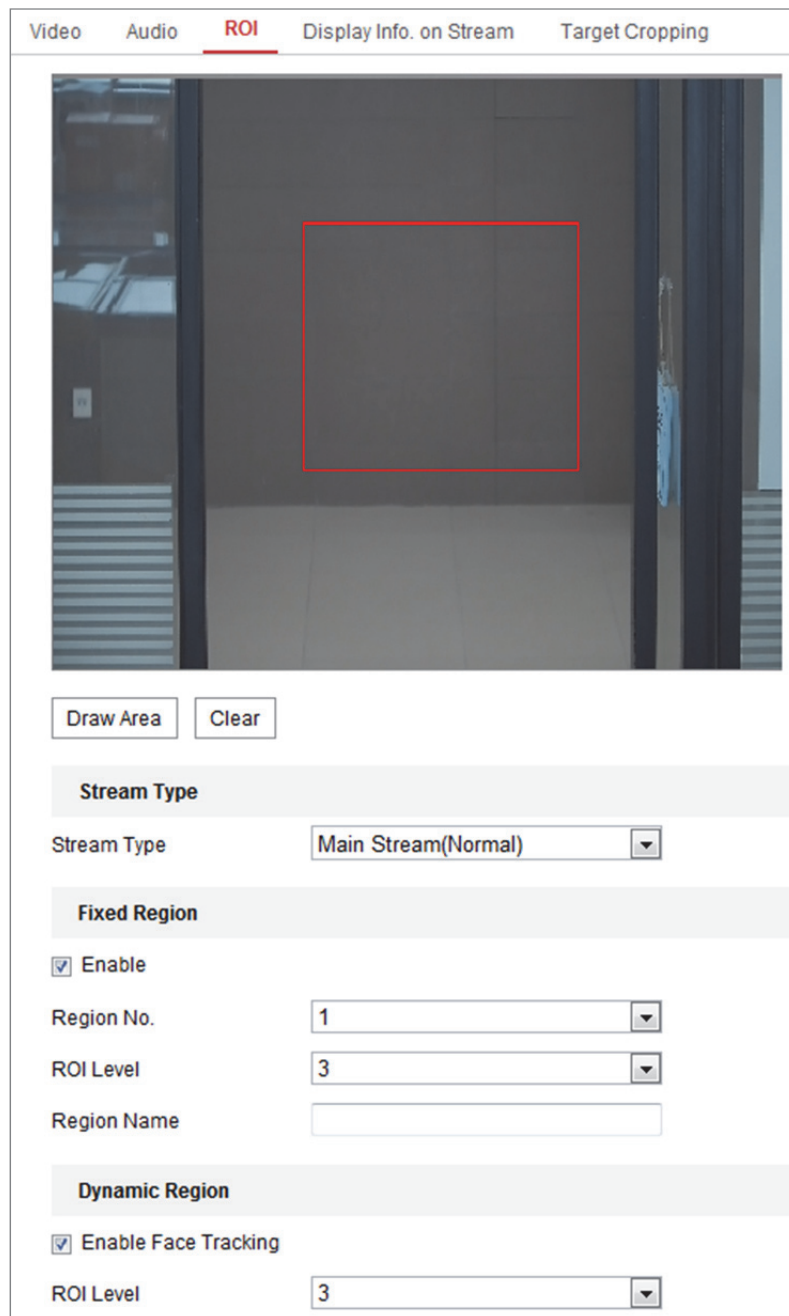 Video Audio ROI Display Info. on Stream Target Cropping
Draw Area Clear
Stream Type
Stream Type Main Stream(Normal)
Fixed Region
Enable
Region No. 1
ROI Level 3
Region Name
Dynamic Region
Enable Face Tracking
ROI Level 3